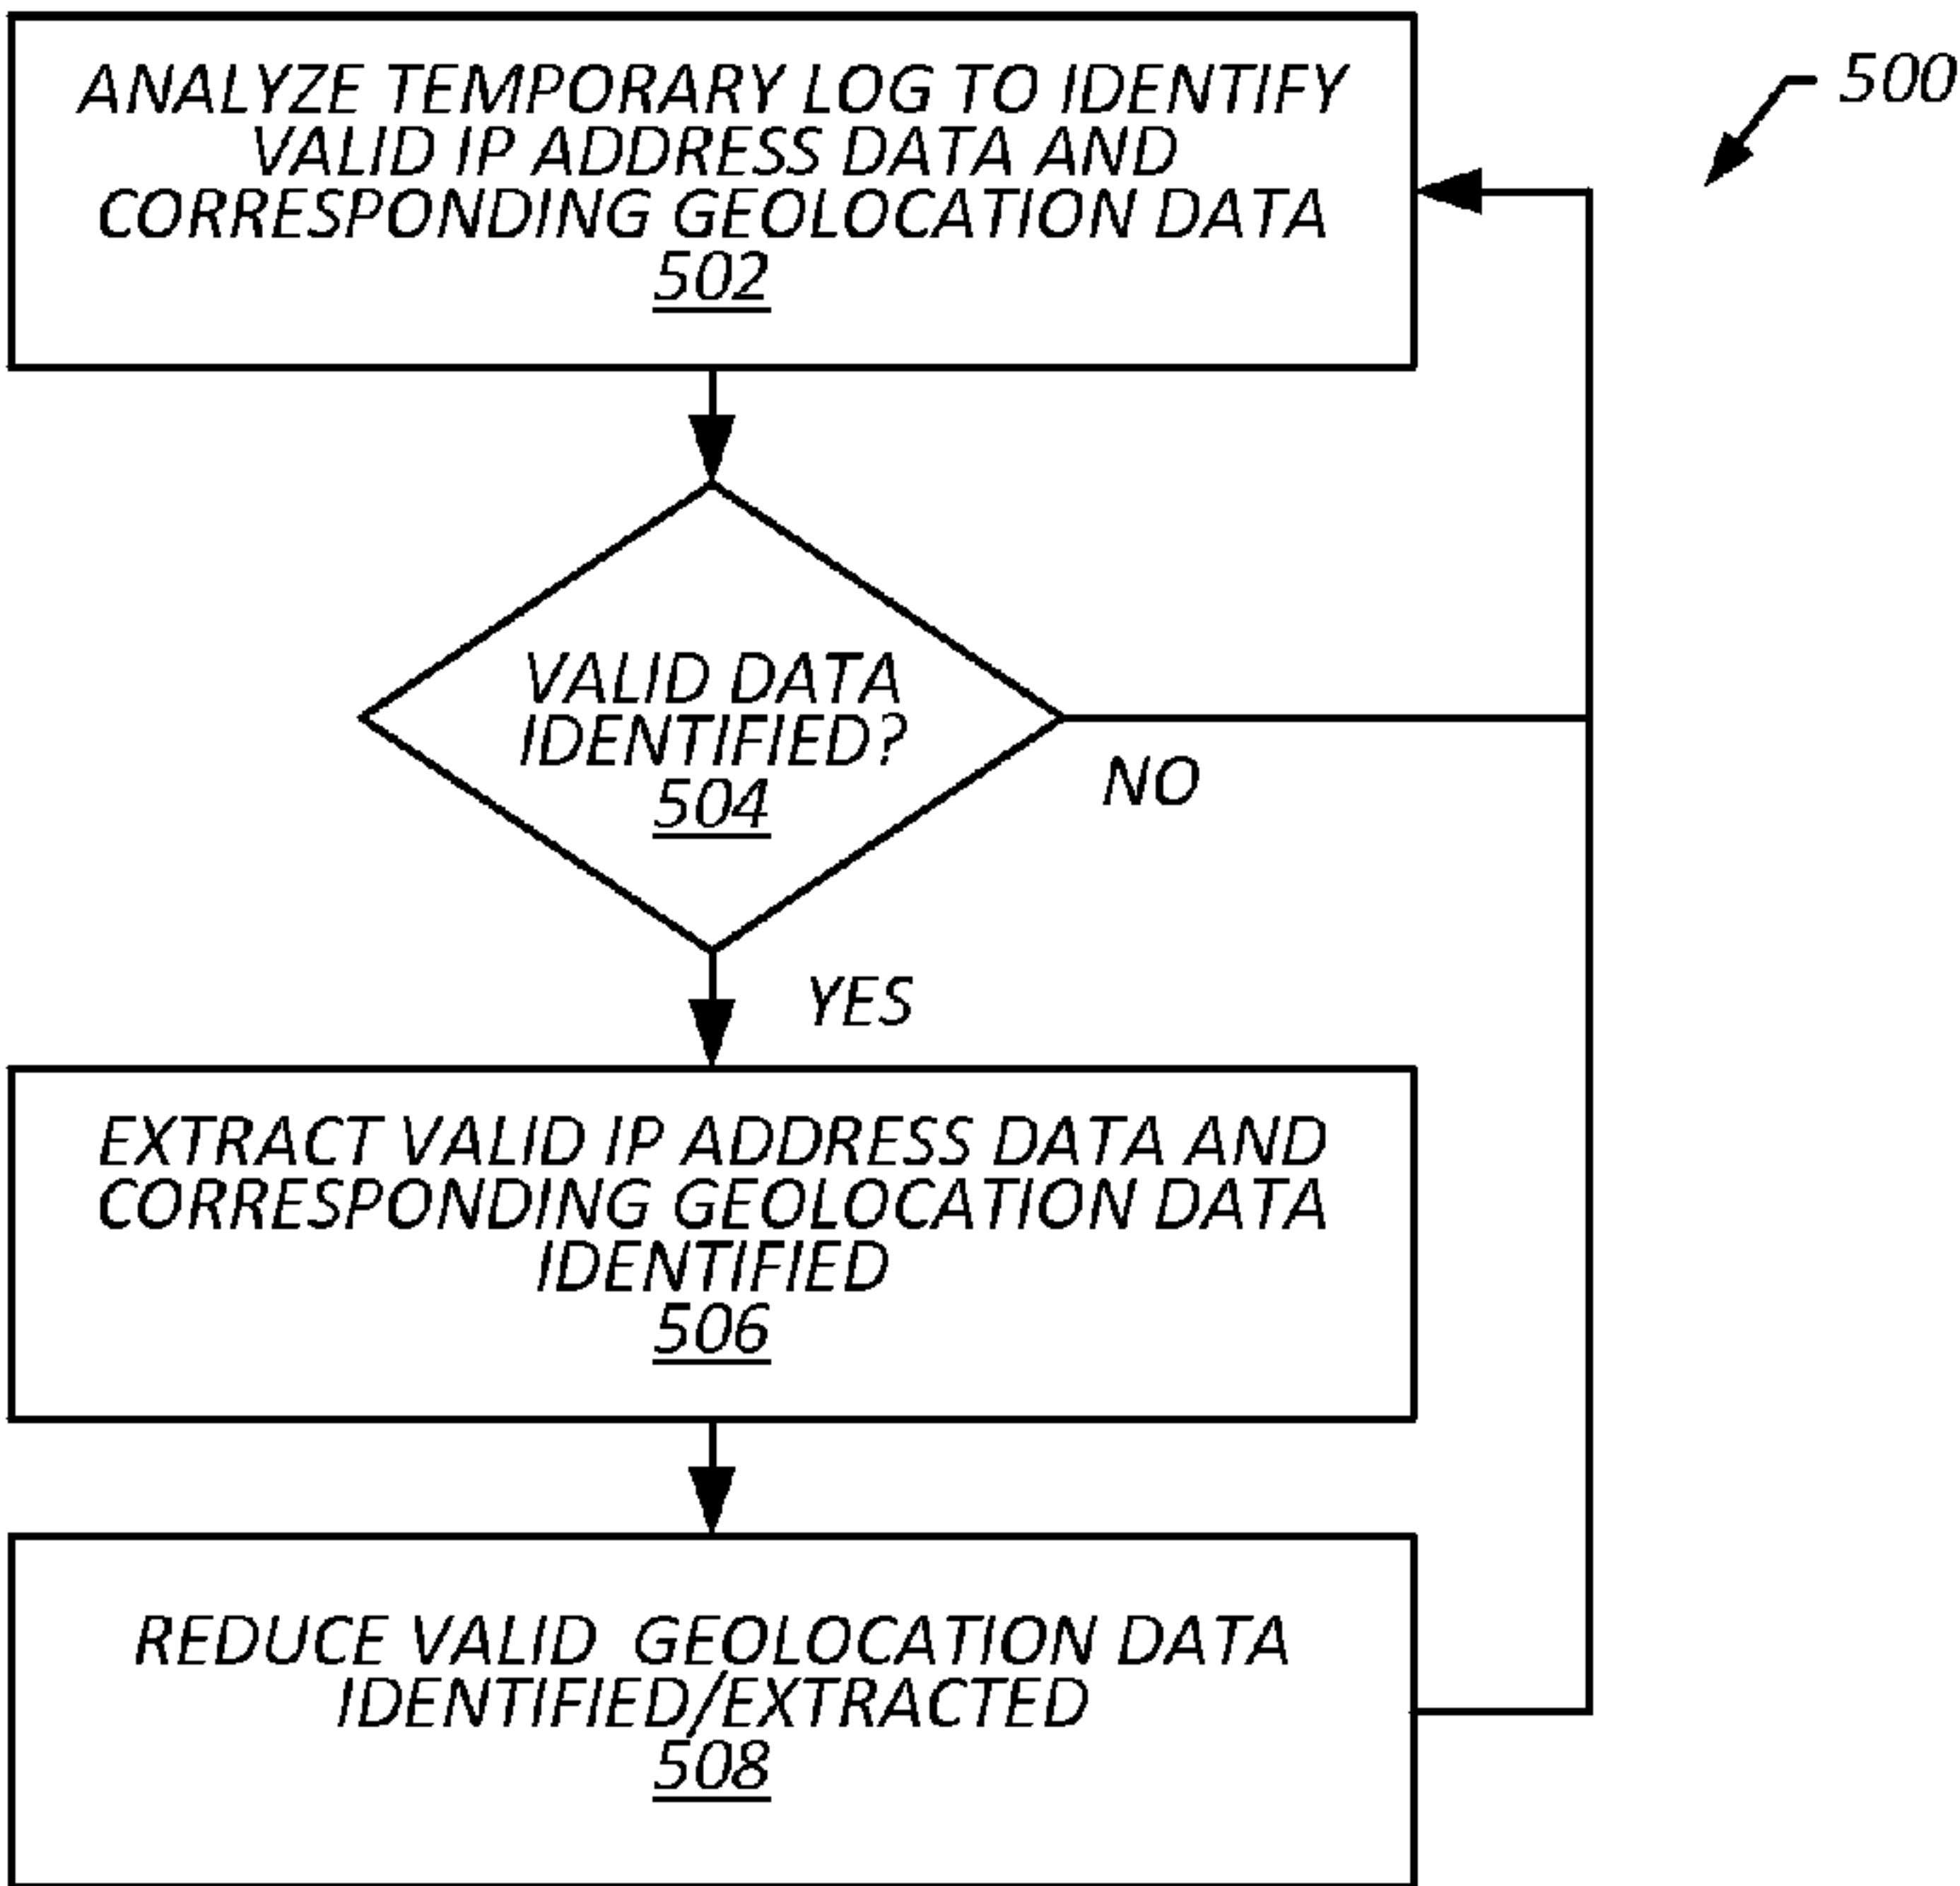 ANALYZE TEMPORARY LOG TO IDENTIFY
VALID IP ADDRESS DATA AND
CORRESPONDING GEOLOCATION DATA
502
500
VALID DATA
IDENTIFIED?
504
NO
YES
EXTRACT VALID IP ADDRESS DATA AND
CORRESPONDING GEOLOCATION DATA
IDENTIFIED
506
REDUCE VALID GEOLOCATION DATA
IDENTIFIED/EXTRACTED
508